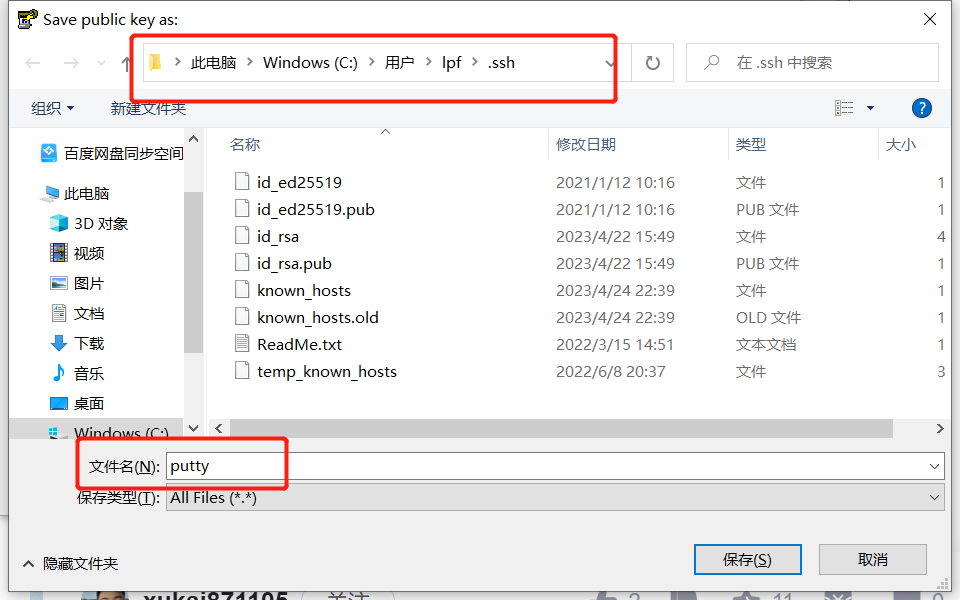 Save public key as:
此电脑 > Windows (C:) > 用户 > lpf > .ssh
在 .ssh 中搜索
组织 新建文件夹
名称 修改日期 类型 大小
百度网盘同步空间
此电脑
3D 对象
视频
图片
文档
下载
音乐
桌面
Windows (C:)
id_ed25519 2021/1/12 10:16 文件 1
id_ed25519.pub 2021/1/12 10:16 PUB 文件 1
id_rsa 2023/4/22 15:49 文件 4
id_rsa.pub 2023/4/22 15:49 PUB 文件 1
known_hosts 2023/4/24 22:39 文件 1
known_hosts.old 2023/4/24 22:39 OLD 文件 1
ReadMe.txt 2022/3/15 14:51 文本文档 1
temp_known_hosts 2022/6/8 20:37 文件 3
文件名(N): putty
保存类型(T): All Files (*.*)
隐藏文件夹 保存(S) 取消
xukai871105 关注